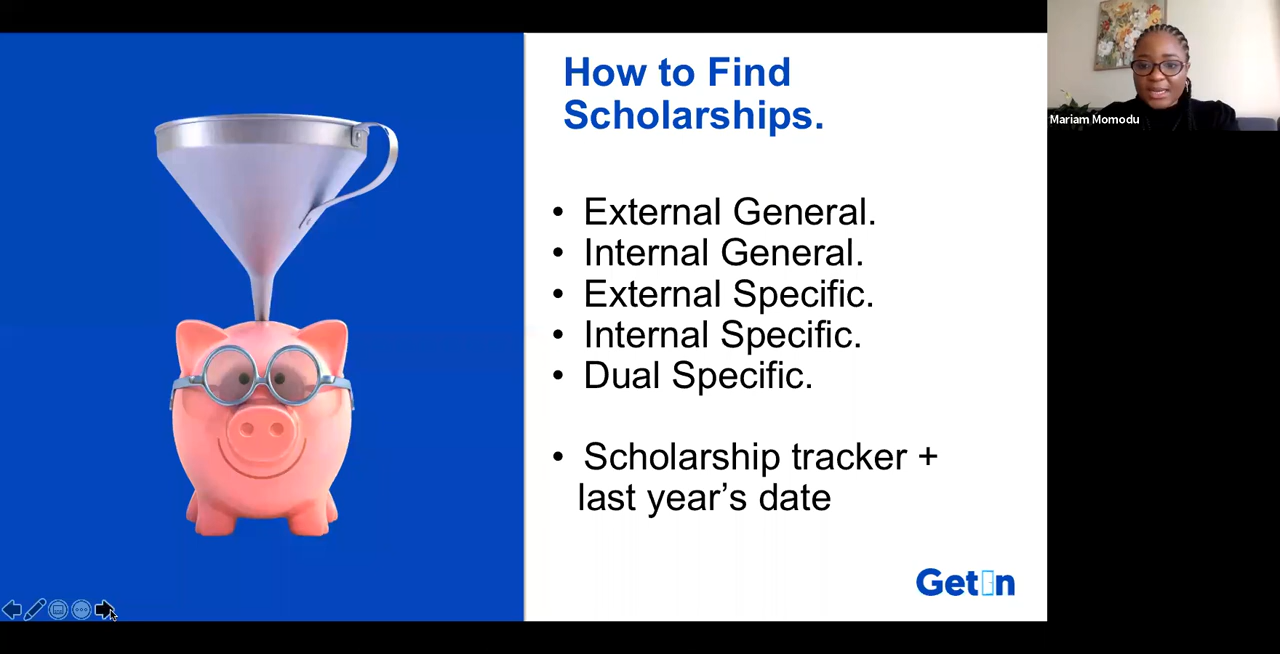 How to Find
Scholarships.
• External General.
• Internal General.
• External Specific.
• Internal Specific.
• Dual Specific.
• Scholarship tracker +
last year’s date
GetIn
Mariam Momodu